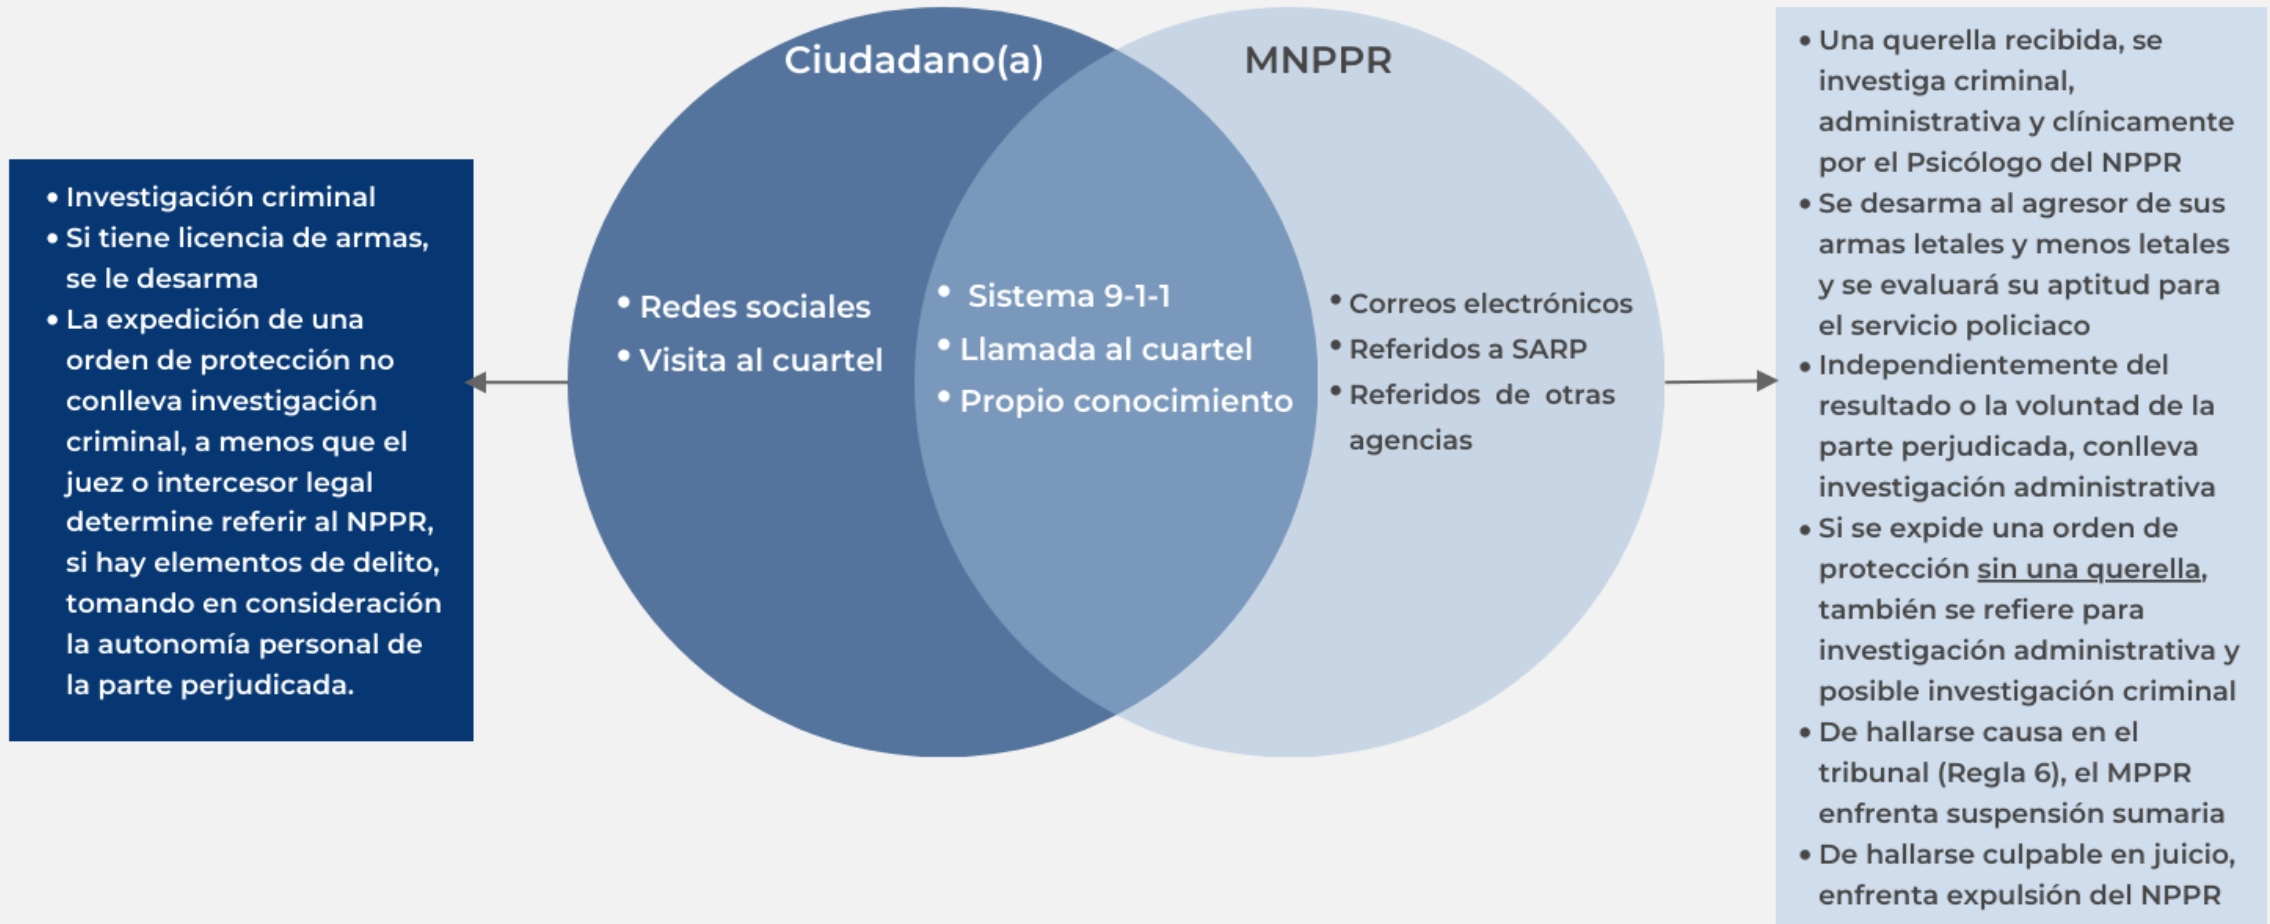 • Investigación criminal
• Si tiene licencia de armas,
se le desarma
• La expedición de una
orden de protección no
conlleva investigación
criminal, a menos que el
juez o intercesor legal
determine referir al NPPR,
si hay elementos de delito,
tomando en consideración
la autonomía personal de
la parte perjudicada.
Ciudadano(a)
• Redes sociales
• Visita al cuartel
• Sistema 9-1-1
• Llamada al cuartel
• Propio conocimiento
MNPPR
• Correos electrónicos
• Referidos a SARP
• Referidos de otras
agencias
• Una querella recibida, se
investiga criminal,
administrativa y clínicamente
por el Psicólogo del NPPR
• Se desarma al agresor de sus
armas letales y menos letales
y se evaluará su aptitud para
el servicio policiaco
• Independientemente del
resultado o la voluntad de la
parte perjudicada, conlleva
investigación administrativa
• Si se expide una orden de
protección sin una querella,
también se refiere para
investigación administrativa y
posible investigación criminal
• De hallarse causa en el
tribunal (Regla 6), el MPPR
enfrenta suspensión sumaria
• De hallarse culpable en juicio,
enfrenta expulsión del NPPR